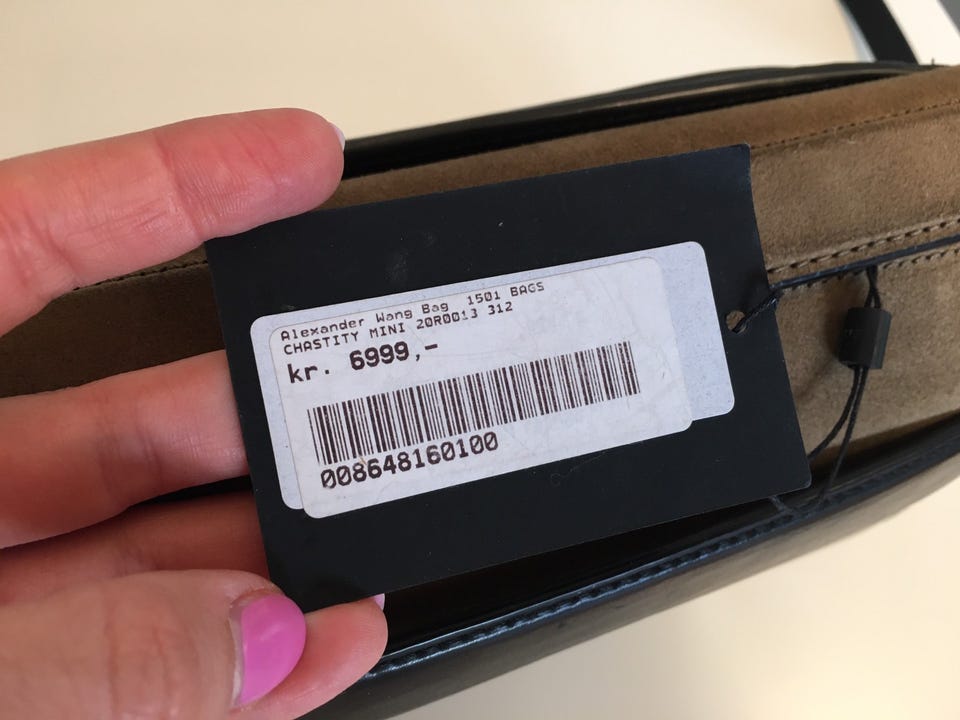 Alexander Wang Bag 1501 BAGS
CHASTITY MINI 20R0013 312
kr. 6999,-
008648160100